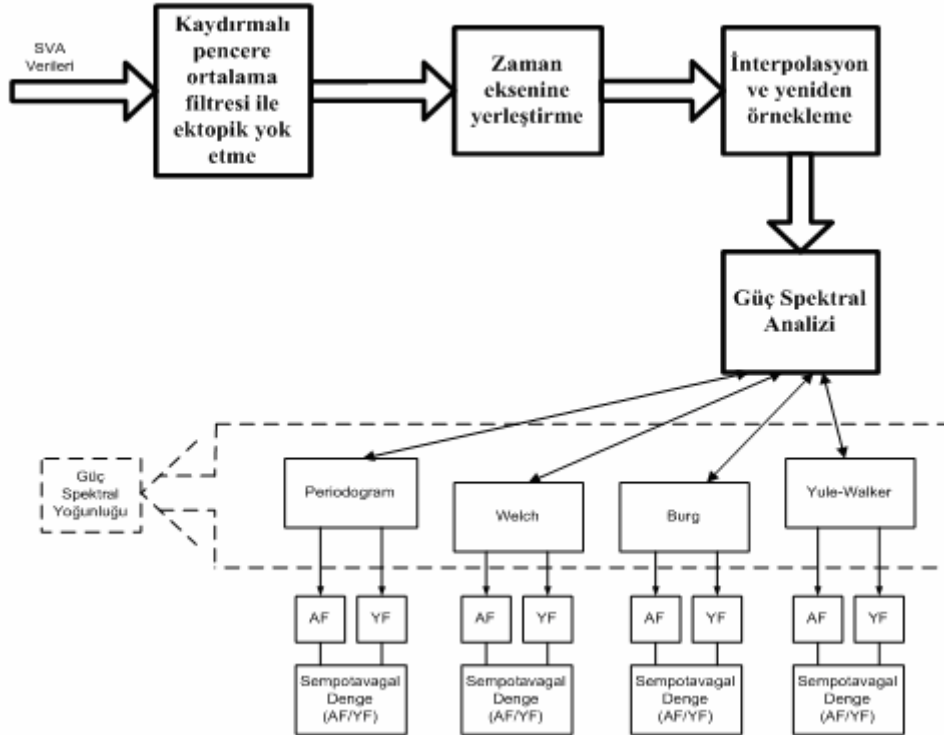 SVA
Verileri
Kaydırmalı
pencere
ortalama
filtresi ile
ektopik yok
etme
Zaman
eksenine
yerleştirme
İnterpolasyon
ve yeniden
örnekleme
Güç Spektral
Analizi
Güç
Spektral
Yoğunluğu
Periodogram
Welch
Burg
Yule-Walker
AF
YF
AF
YF
AF
YF
AF
YF
Sempotavagal
Denge
(AF/YF)
Sempotavagal
Denge
(AF/YF)
Sempotavagal
Denge
(AF/YF)
Sempotavagal
Denge
(AF/YF)